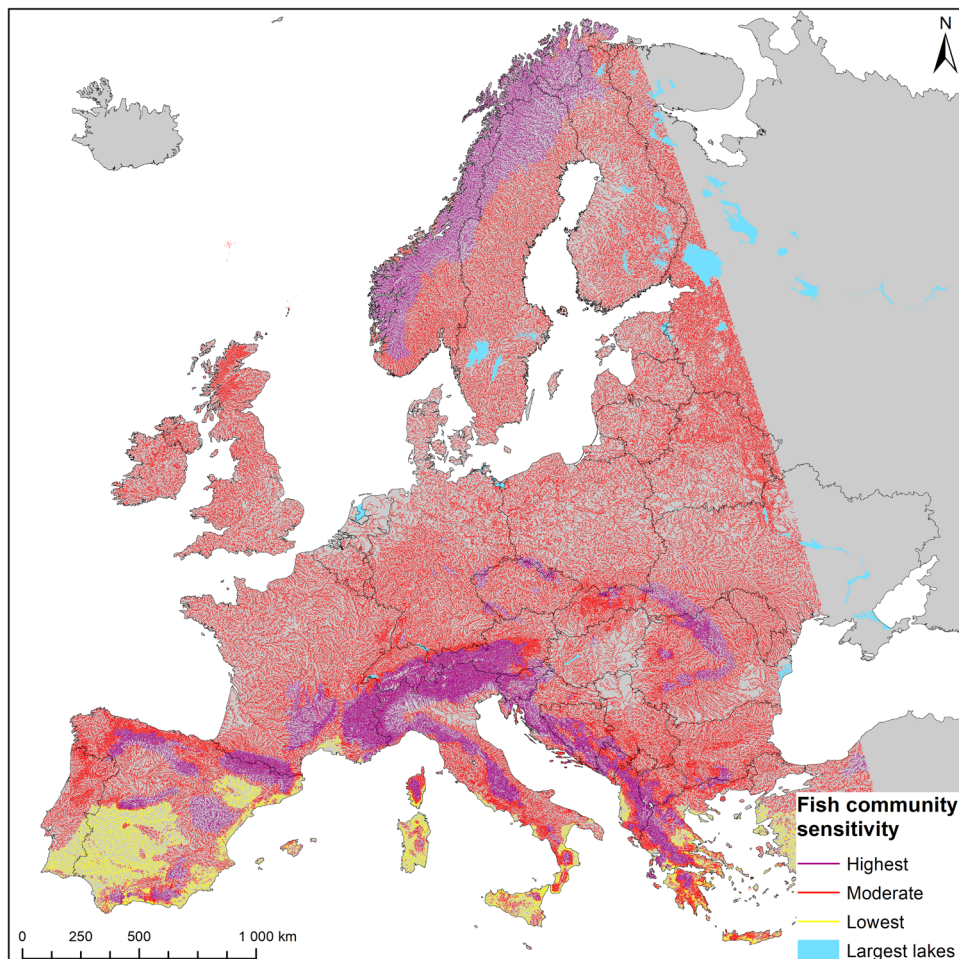 N
Fish community
sensitivity
Highest
Moderate
Lowest
Largest lakes
0 250 500 1 000 km